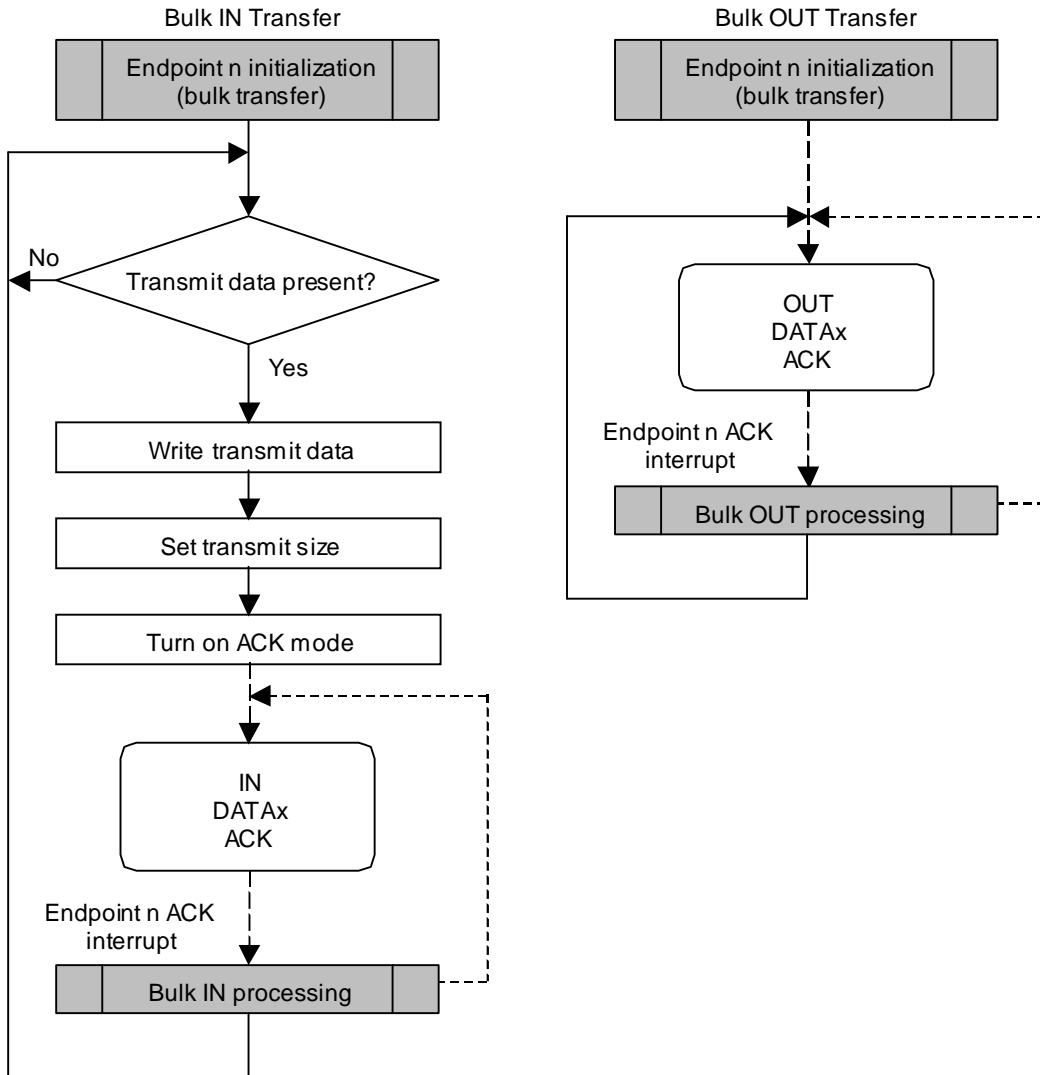 Bulk IN Transfer
Endpoint n initialization
(bulk transfer)
No
Transmit data present?
Yes
Write transmit data
Set transmit size
Turn on ACK mode
IN
DATAx
ACK
Endpoint n ACK
interrupt
Bulk IN processing
Bulk OUT Transfer
Endpoint n initialization
(bulk transfer)
OUT
DATAx
ACK
Endpoint n ACK
interrupt
Bulk OUT processing